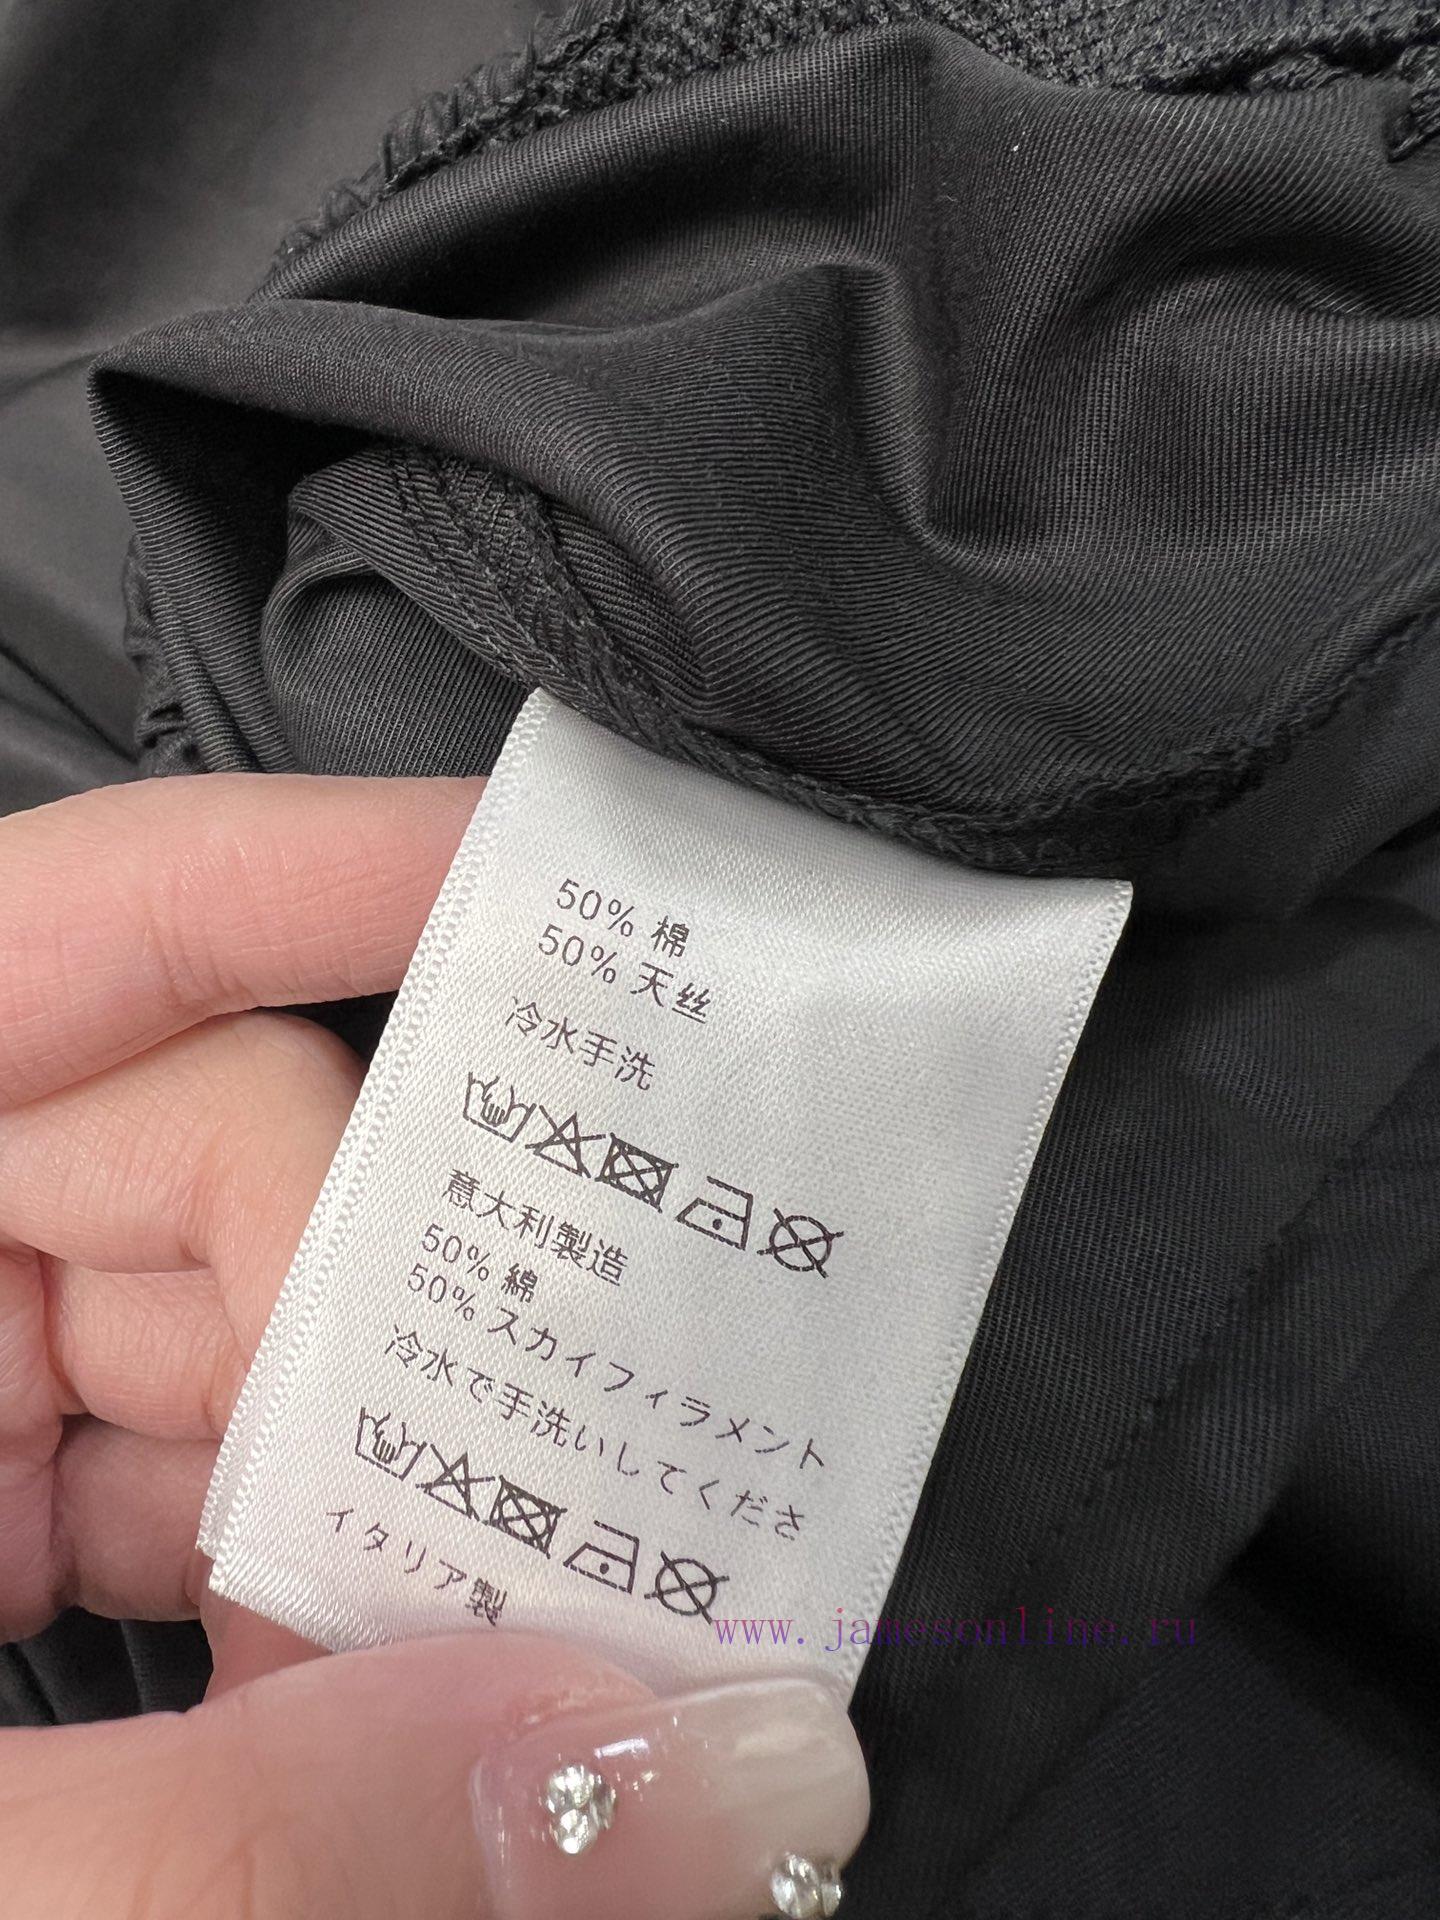 50% 棉
50% 天丝
冷水手洗
意大利製造
50% 綿
50% スカイフィラメント
冷水で手洗いしてくださ
イタリア製
www.jamesonline.ru